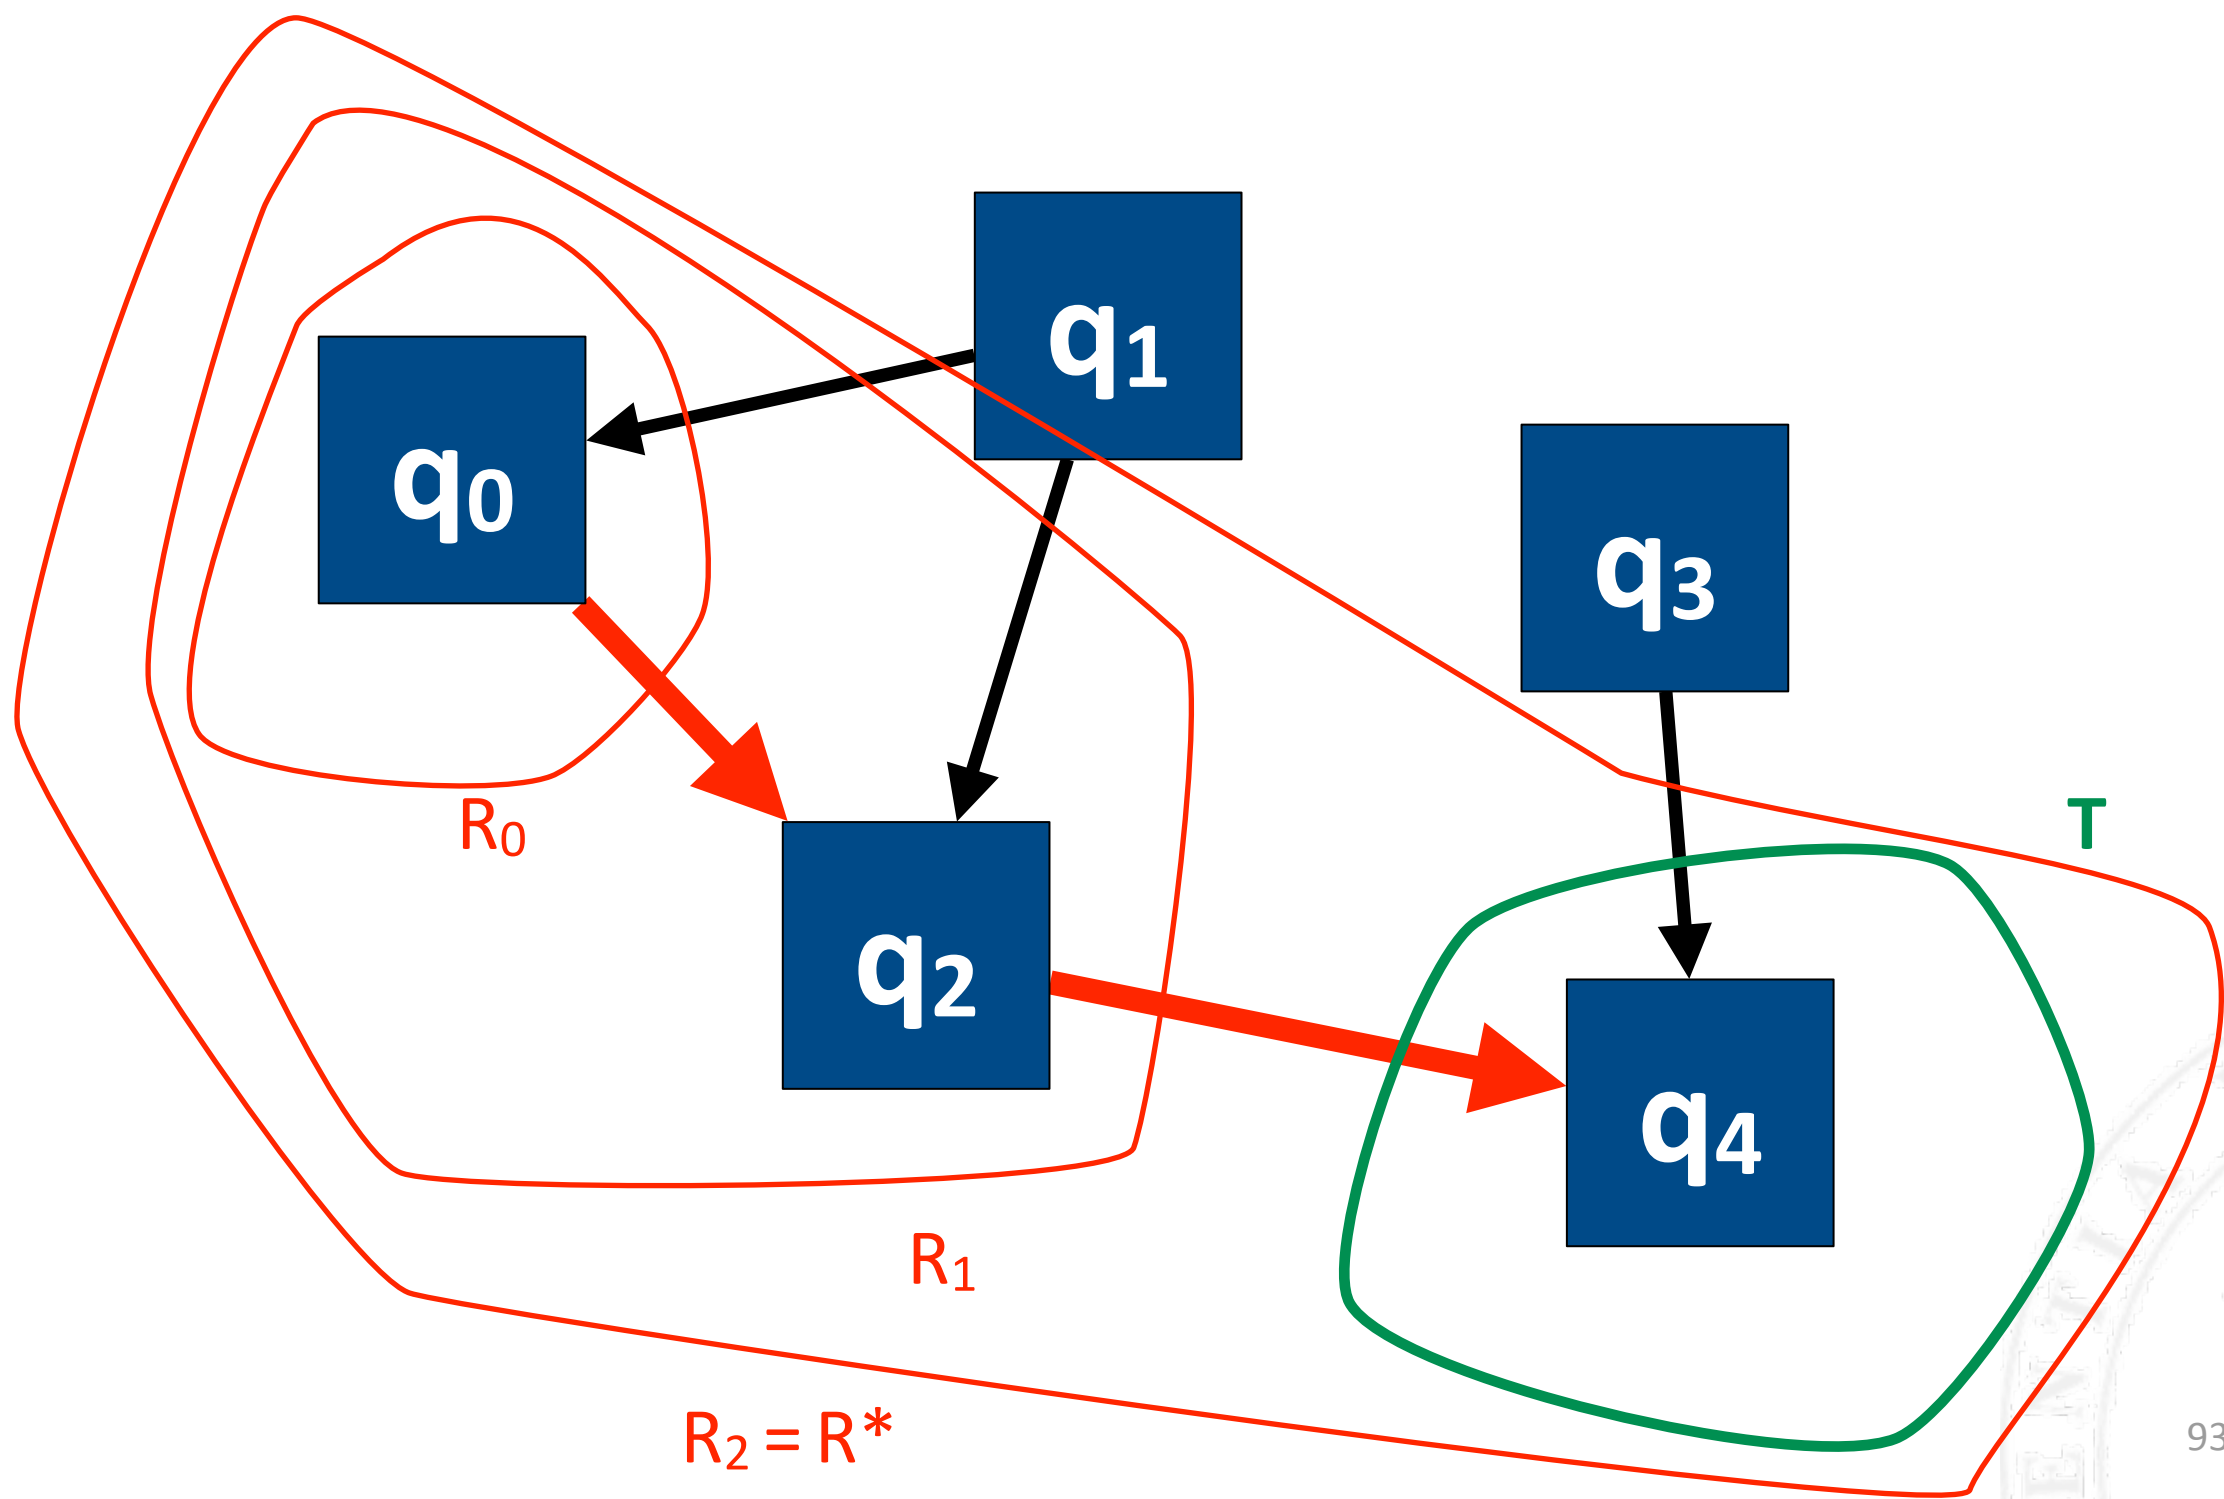 q₁
q₀
q₃
R₀
T
q₂
q₄
R₁
R₂ = R*
93